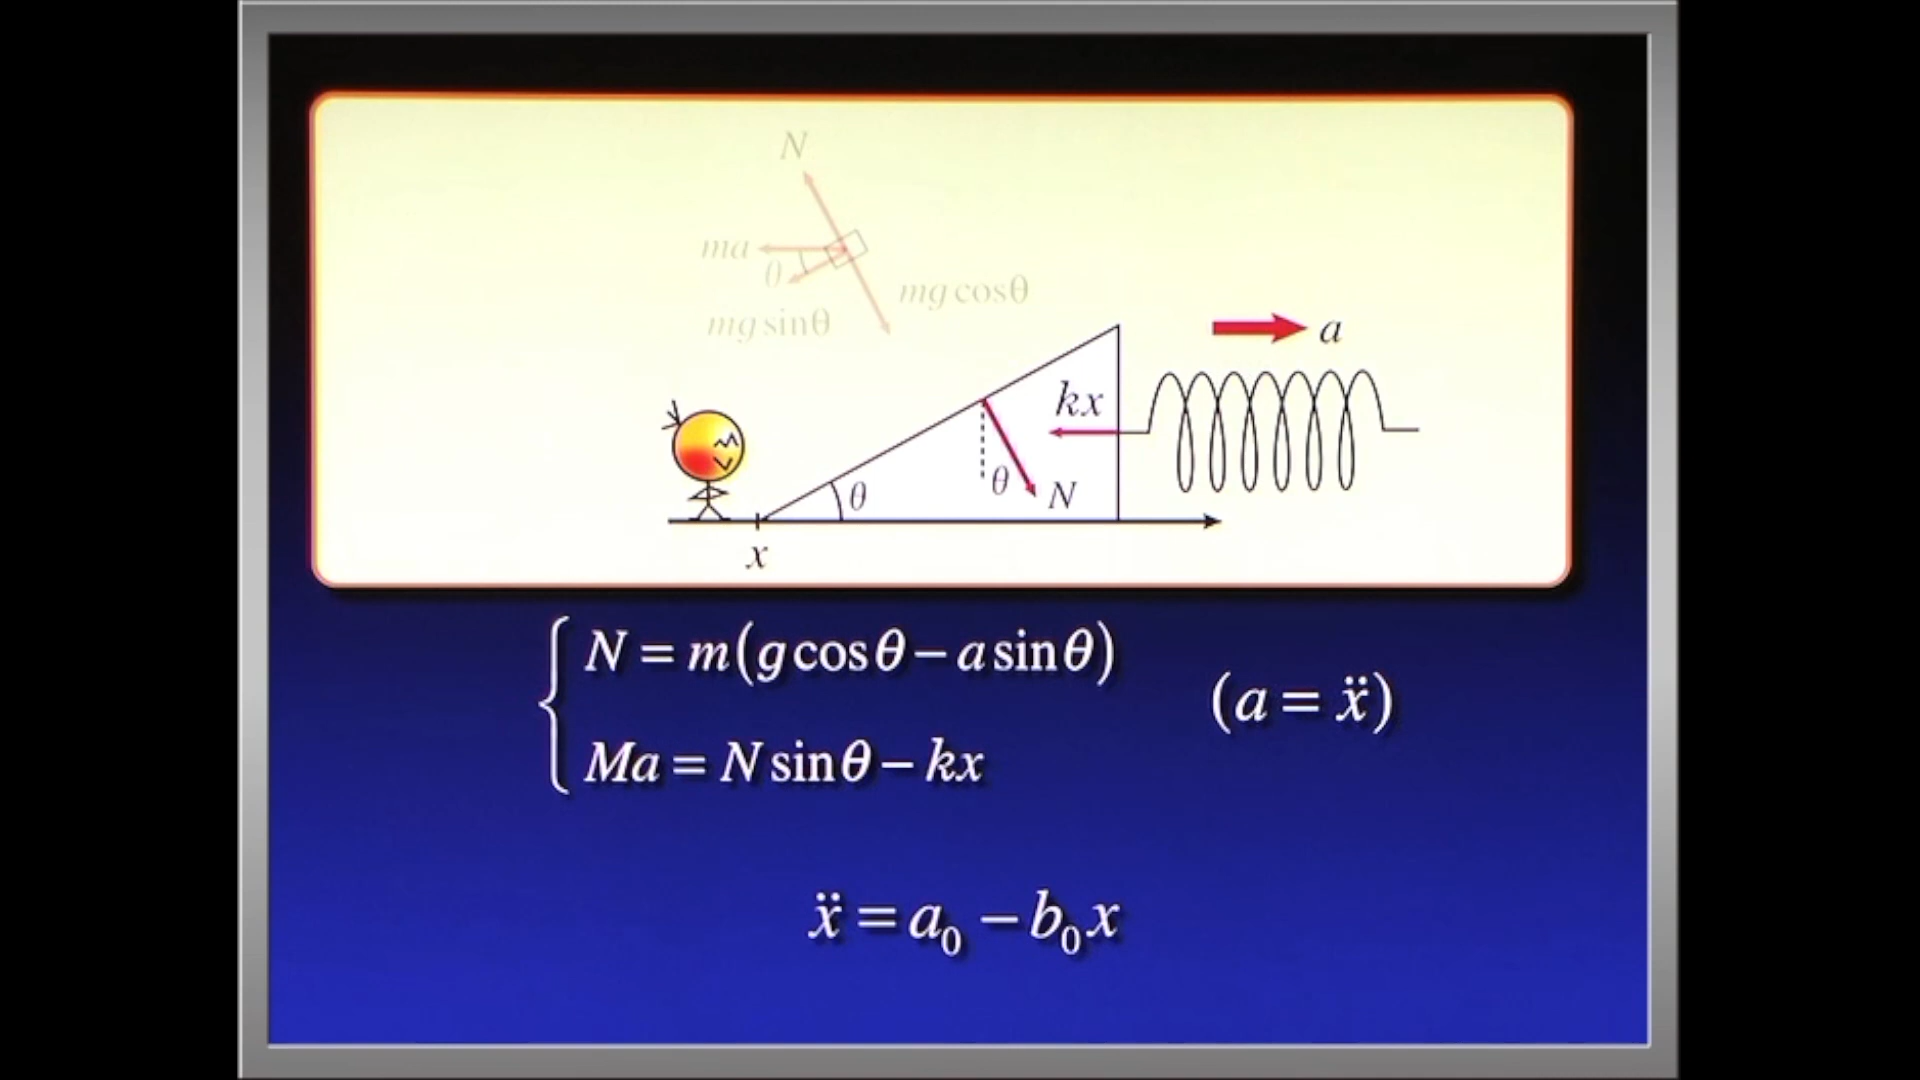 N
ma
θ
mg cosθ
mg sinθ
a
kx
θ
θ
N
x
N = m(g cosθ − a sinθ)
(a = ẍ)
Ma = N sinθ − kx
ẍ = a₀ − b₀x